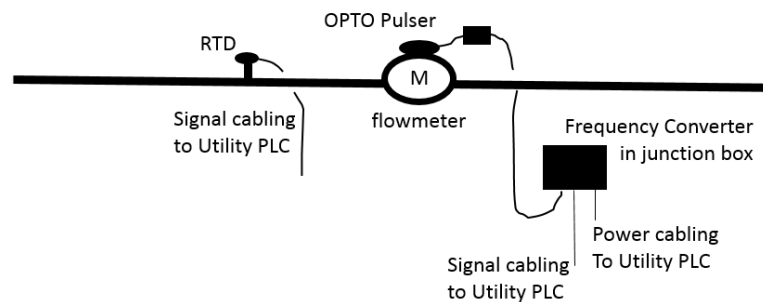 OPTO Pulser
RTD
M
flowmeter
Signal cabling
to Utility PLC
Frequency Converter
in junction box
Power cabling
To Utility PLC
Signal cabling
to Utility PLC